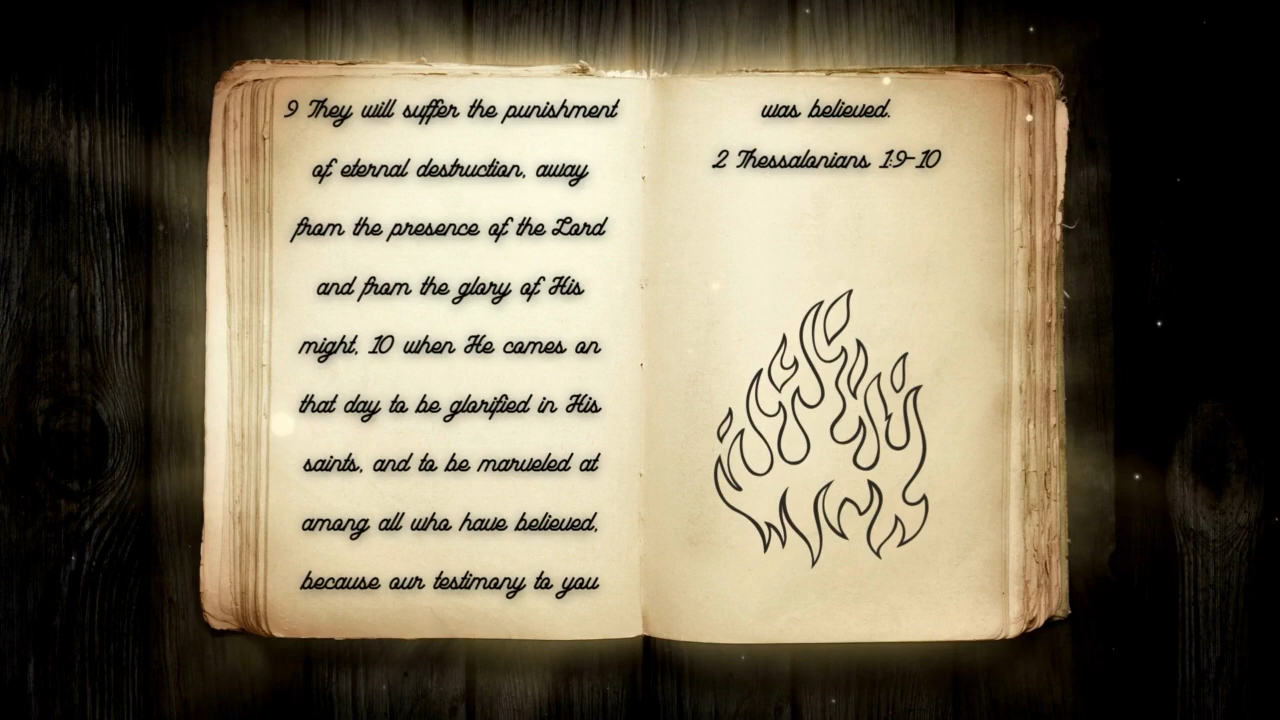 9 They will suffer the punishment
of eternal destruction, away
from the presence of the Lord
and from the glory of His
might, 10 when He comes on
that day to be glorified in His
saints, and to be marveled at
among all who have believed,
because our testimony to you
was believed.
2 Thessalonians 1:9-10